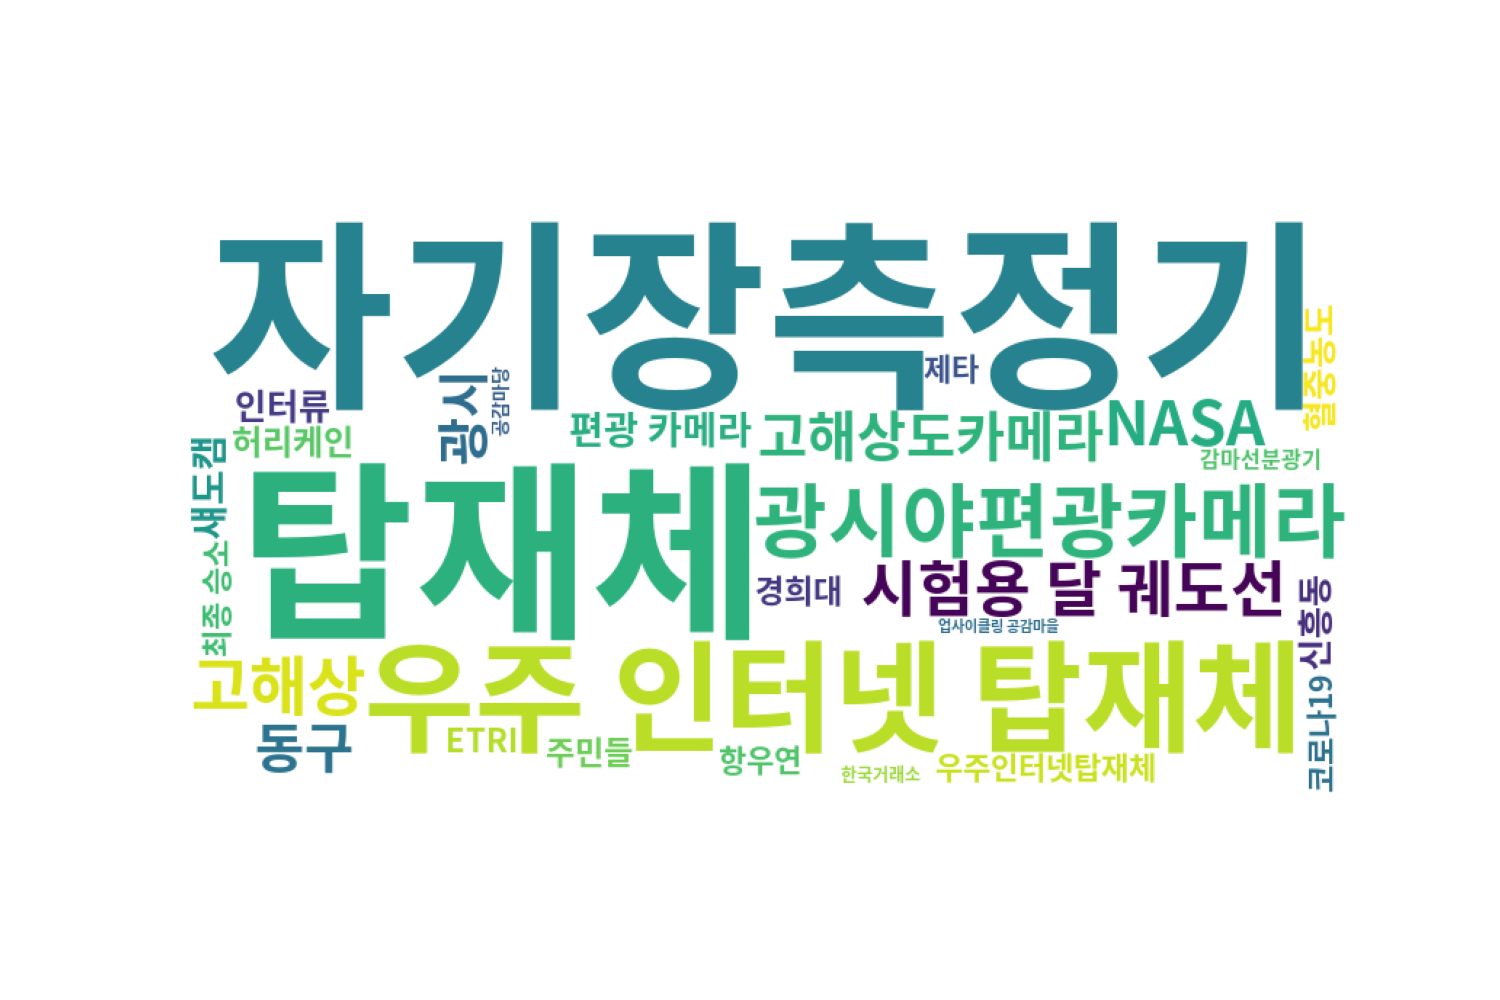 자기장측정기
혈중농도
제타
인터류
광시
공감마당
편광 카메라
고해상도카메라
NASA
허리케인
감마선분광기
섀도캠
탑재체
광시야편광카메라
최종 승소
경희대
시험용 달 궤도선
신흥동
업사이클링 공감마을
고해상
우주 인터넷 탑재체
코로나19
동구
ETRI
주민들
항우연
한국거래소
우주인터넷탑재체